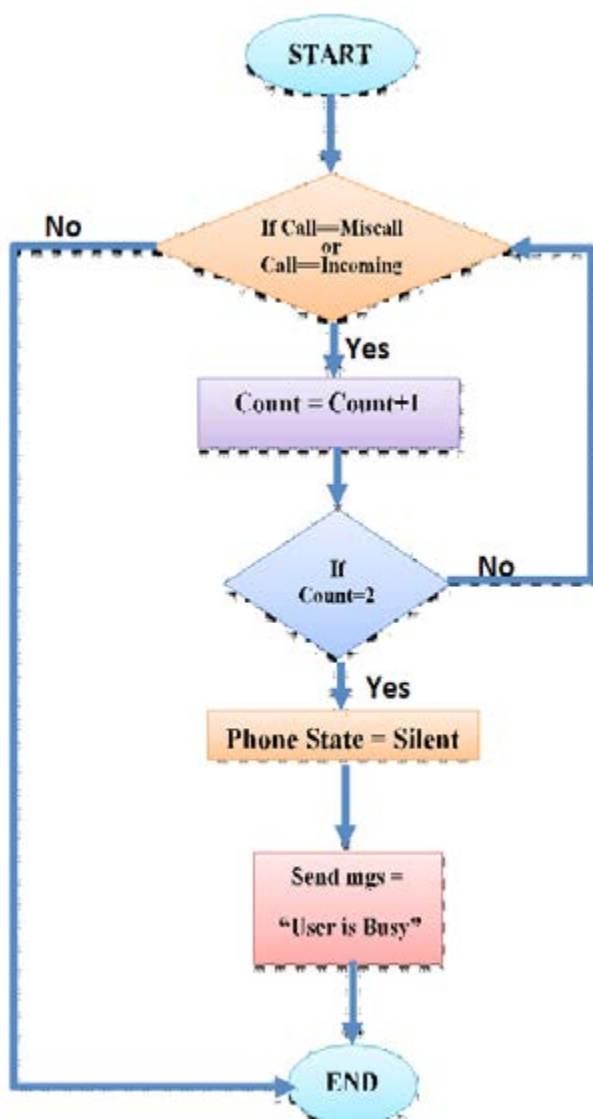 START
No
If Call==Miscall
or
Call==Incoming
Yes
Count = Count+1
If
Count=2
No
Yes
Phone State = Silent
Send mgs =
“User is Busy”
END